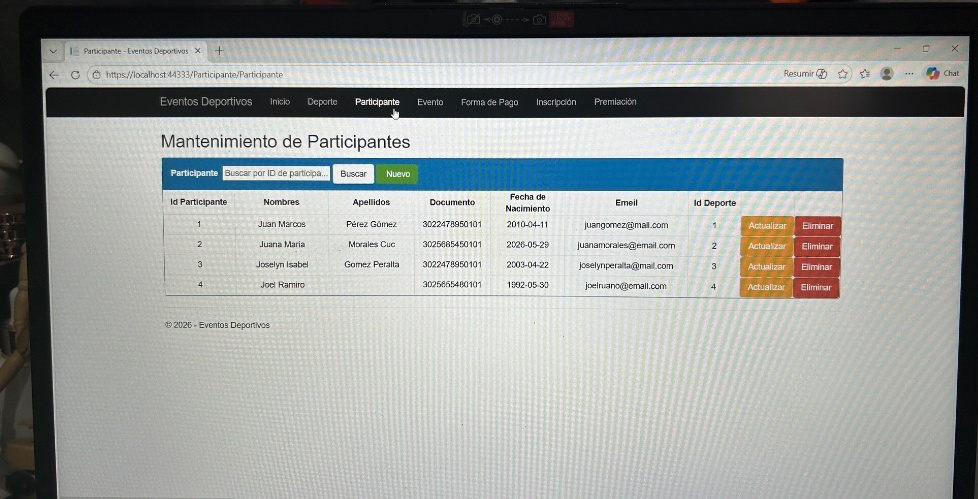 Participante - Eventos Deportivos
https://localhost:44333/Participante/Participante
Resumir
Chat
Eventos Deportivos Inicio Deporte Participante Evento Forma de Pago Inscripción Premiación
Mantenimiento de Participantes
Participante Buscar por ID de participa... Buscar Nuevo
Id Participante Nombres Apellidos Documento Fecha de Nacimiento Email Id Deporte
1 Juan Marcos Pérez Gómez 3022478950101 2010-04-11 juangomez@mail.com 1 Actualizar Eliminar
2 Juana Maria Morales Cuc 3025685450101 2026-05-29 juanamorales@email.com 2 Actualizar Eliminar
3 Joselyn Isabel Gomez Peralta 3022478950101 2003-04-22 joselynperalta@mail.com 3 Actualizar Eliminar
4 Joel Ramiro 3025655480101 1992-05-30 joelruano@email.com 4 Actualizar Eliminar
© 2026 - Eventos Deportivos